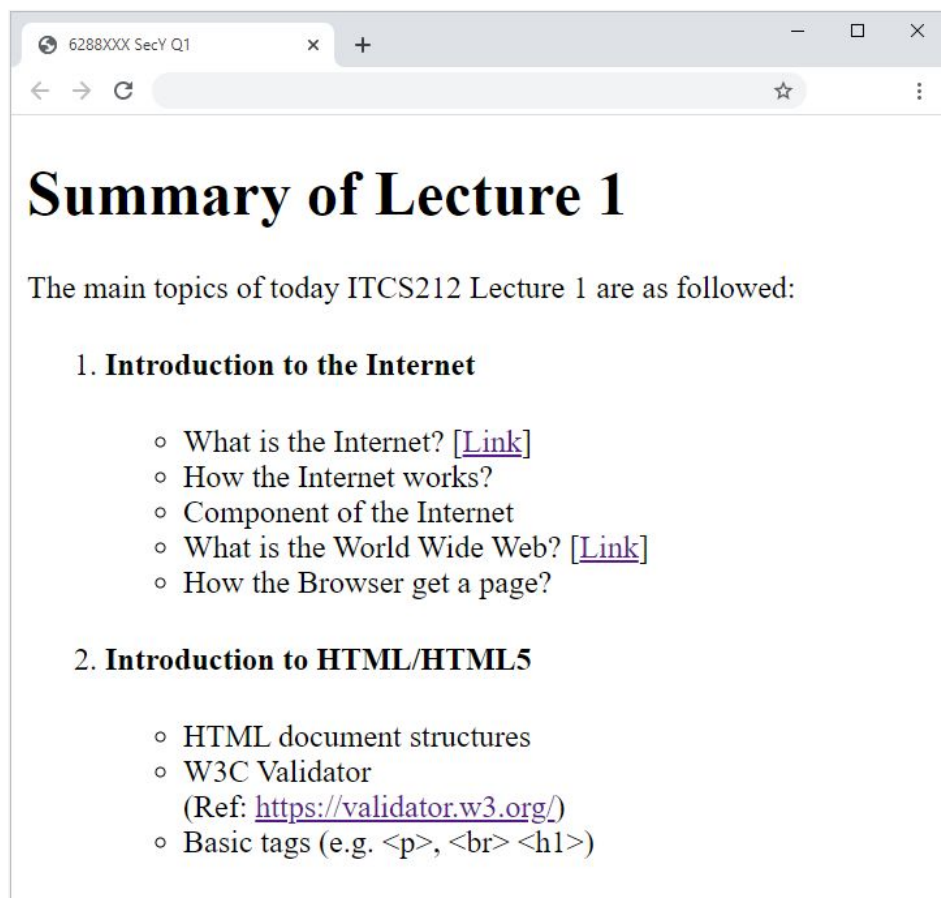 6288XXX SecY Q1
Summary of Lecture 1
The main topics of today ITCS212 Lecture 1 are as followed:
1. Introduction to the Internet
What is the Internet? [Link]
How the Internet works?
Component of the Internet
What is the World Wide Web? [Link]
How the Browser get a page?
2. Introduction to HTML/HTML5
HTML document structures
W3C Validator
(Ref: https://validator.w3.org/)
Basic tags (e.g. <p>, <br> <h1>)